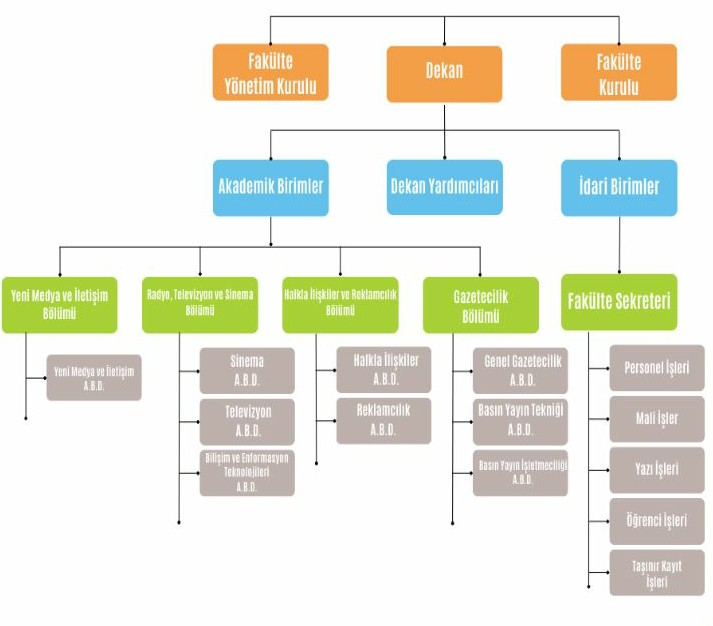 Fakülte
Yönetim Kurulu
Dekan
Fakülte
Kurulu
Akademik Birimler
Dekan Yardımcıları
İdari Birimler
Yeni Medya ve İletişim
Bölümü
Radyo, Televizyon ve Sinema
Bölümü
Halkla İlişkiler ve Reklamcılık
Bölümü
Gazetecilik
Bölümü
Fakülte Sekreteri
Yeni Medya ve İletişim
A.B.D.
Sinema
A.B.D.
Televizyon
A.B.D.
Bilişim ve Enformasyon
Teknolojileri
A.B.D.
Halkla İlişkiler
A.B.D.
Reklamcılık
A.B.D.
Genel Gazetecilik
A.B.D.
Basın Yayın Tekniği
A.B.D.
Basın Yayın İşletmeciliği
A.B.D.
Personel İşleri
Mali İşler
Yazı İşleri
Öğrenci İşleri
Taşınır Kayıt
İşleri